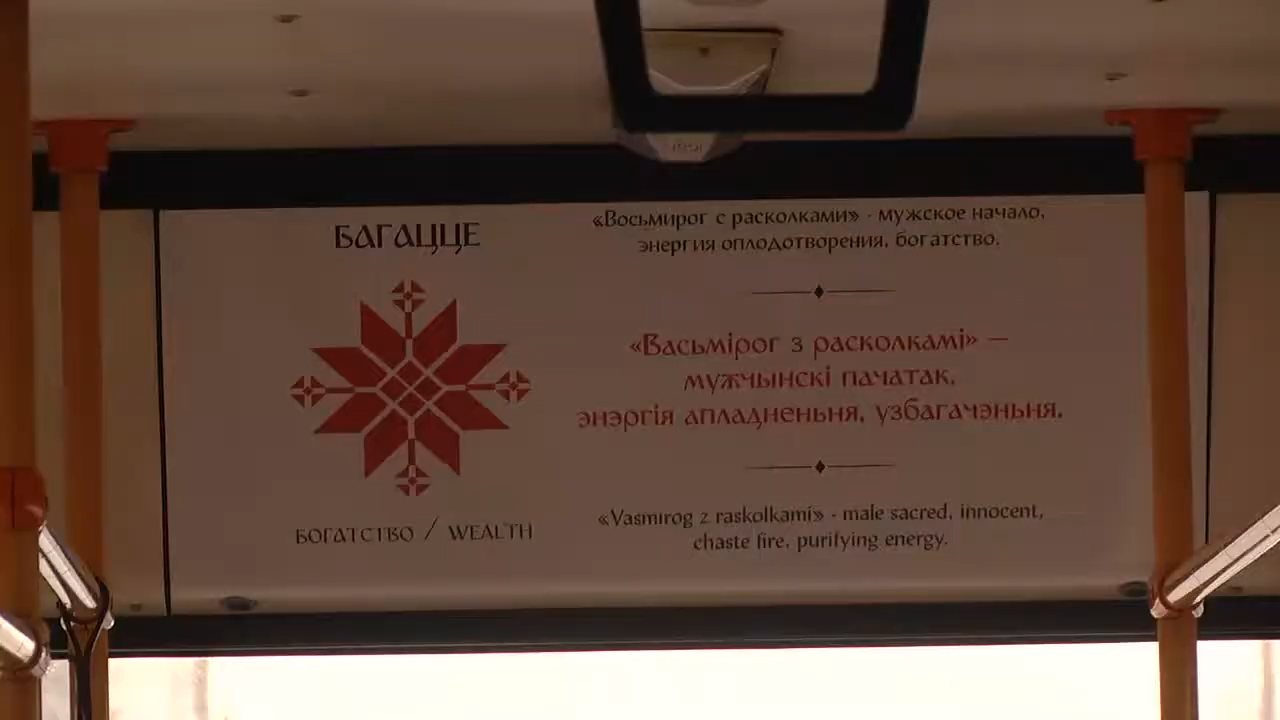 БАГАЦЦЕ
БОГАТСТВО / WEALTH
«Восьмирог с расколками» - мужское начало,
энергия оплодотворения, богатство.
«Васьмірог з расколкамі» —
мужчынскі пачатак,
энэргія апладненьня, узбагачэньня.
«Vasmirog z raskolkami» - male sacred, innocent,
chaste fire, purifying energy.